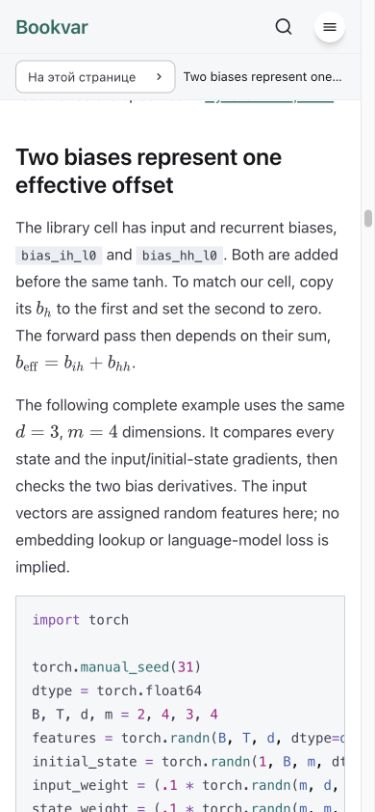 Bookvar
На этой странице
Two biases represent one...
Two biases represent one
effective offset
The library cell has input and recurrent biases,
bias_ih_l0 and bias_hh_l0 . Both are added
before the same tanh. To match our cell, copy
its b_h to the first and set the second to zero.
The forward pass then depends on their sum,
b_eff = b_ih + b_hh.
The following complete example uses the same
d = 3, m = 4 dimensions. It compares every
state and the input/initial-state gradients, then
checks the two bias derivatives. The input
vectors are assigned random features here; no
embedding lookup or language-model loss is
implied.
import torch
torch.manual_seed(31)
dtype = torch.float64
B, T, d, m = 2, 4, 3, 4
features = torch.randn(B, T, d, dtype=
initial_state = torch.randn(1, B, m, dt
input_weight = (.1 * torch.randn(m, d,
state_weight = (.1 * torch.randn(m, m,